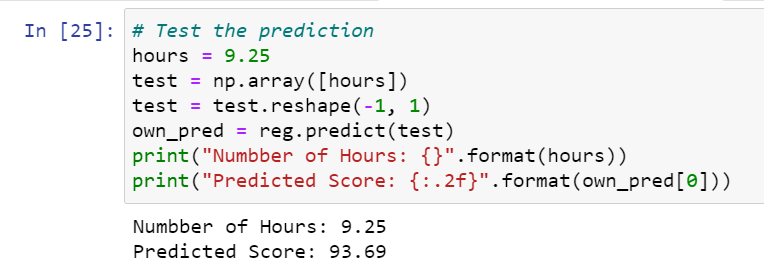 In [25]: # Test the prediction
hours = 9.25
test = np.array([hours])
test = test.reshape(-1, 1)
own_pred = reg.predict(test)
print("Numbber of Hours: {}".format(hours))
print("Predicted Score: {:.2f}".format(own_pred[0]))
Numbber of Hours: 9.25
Predicted Score: 93.69